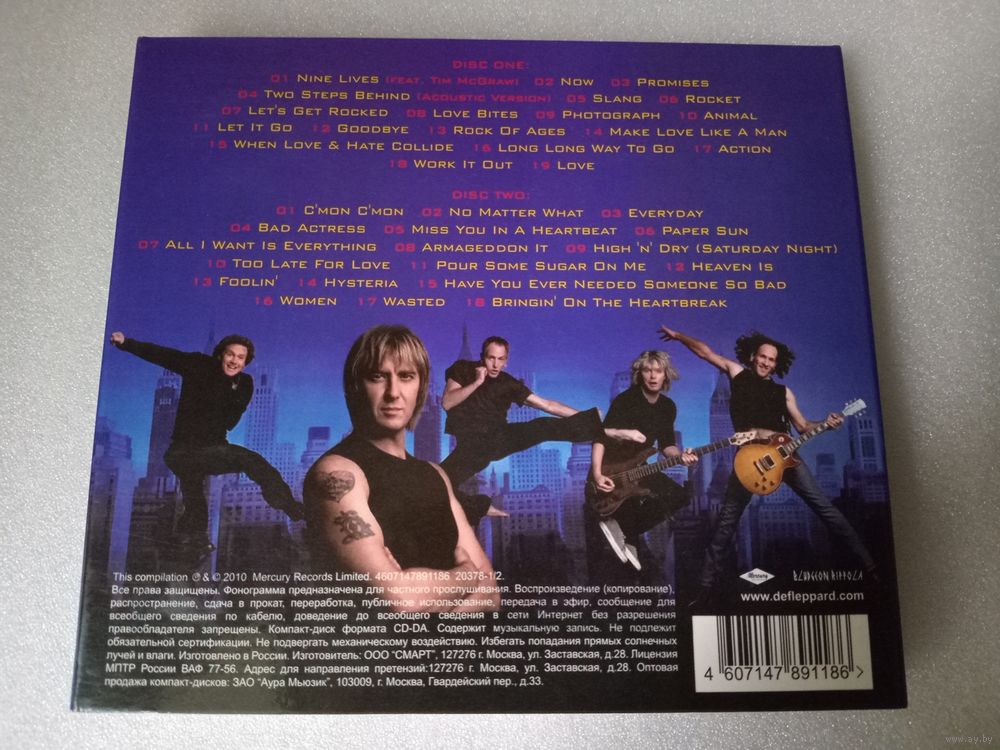 DISC ONE:
01 NINE LIVES (FEAT. TIM MCGRAW) 02 NOW 03 PROMISES
04 TWO STEPS BEHIND (ACOUSTIC VERSION) 05 SLANG 06 ROCKET
07 LET'S GET ROCKED 08 LOVE BITES 09 PHOTOGRAPH 10 ANIMAL
11 LET IT GO 12 GOODBYE 13 ROCK OF AGES 14 MAKE LOVE LIKE A MAN
15 WHEN LOVE & HATE COLLIDE 16 LONG LONG WAY TO GO 17 ACTION
18 WORK IT OUT 19 LOVE
DISC TWO:
01 C'MON C'MON 02 NO MATTER WHAT 03 EVERYDAY
04 BAD ACTRESS 05 MISS YOU IN A HEARTBEAT 06 PAPER SUN
07 ALL I WANT IS EVERYTHING 08 ARMAGEDDON IT 09 HIGH 'N' DRY (SATURDAY NIGHT)
10 TOO LATE FOR LOVE 11 POUR SOME SUGAR ON ME 12 HEAVEN IS
13 FOOLIN' 14 HYSTERIA 15 HAVE YOU EVER NEEDED SOMEONE SO BAD
16 WOMEN 17 WASTED 18 BRINGIN' ON THE HEARTBREAK
This compilation ℗ & © 2010 Mercury Records Limited. 4607147891186 20378-1/2.
Все права защищены. Фонограмма предназначена для частного прослушивания. Воспроизведение (копирование),
распространение, сдача в прокат, переработка, публичное использование, передача в эфир, сообщение для
всеобщего сведения по кабелю, доведение до всеобщего сведения в сети Интернет без разрешения
правообладателя запрещены. Компакт-диск формата CD-DA. Содержит музыкальную запись. Не подлежит
обязательной сертификации. Не подвергать механическому воздействию. Избегать попадания прямых солнечных
лучей и влаги. Изготовлено в России. Изготовитель: ООО "СМАРТ", 127276 г. Москва, ул. Заставская, д.28. Лицензия
МПТР России ВАФ 77-56. Адрес для направления претензий:127276 г. Москва, ул. Заставская, д.28. Оптовая
продажа компакт-дисков: ЗАО "Аура Мьюзик", 103009, г. Москва, Гвардейский пер., д.33.
Mercury
BLUDGEON RIFFOLA
www.defleppard.com
4 607147 891186 >
www.ay.by